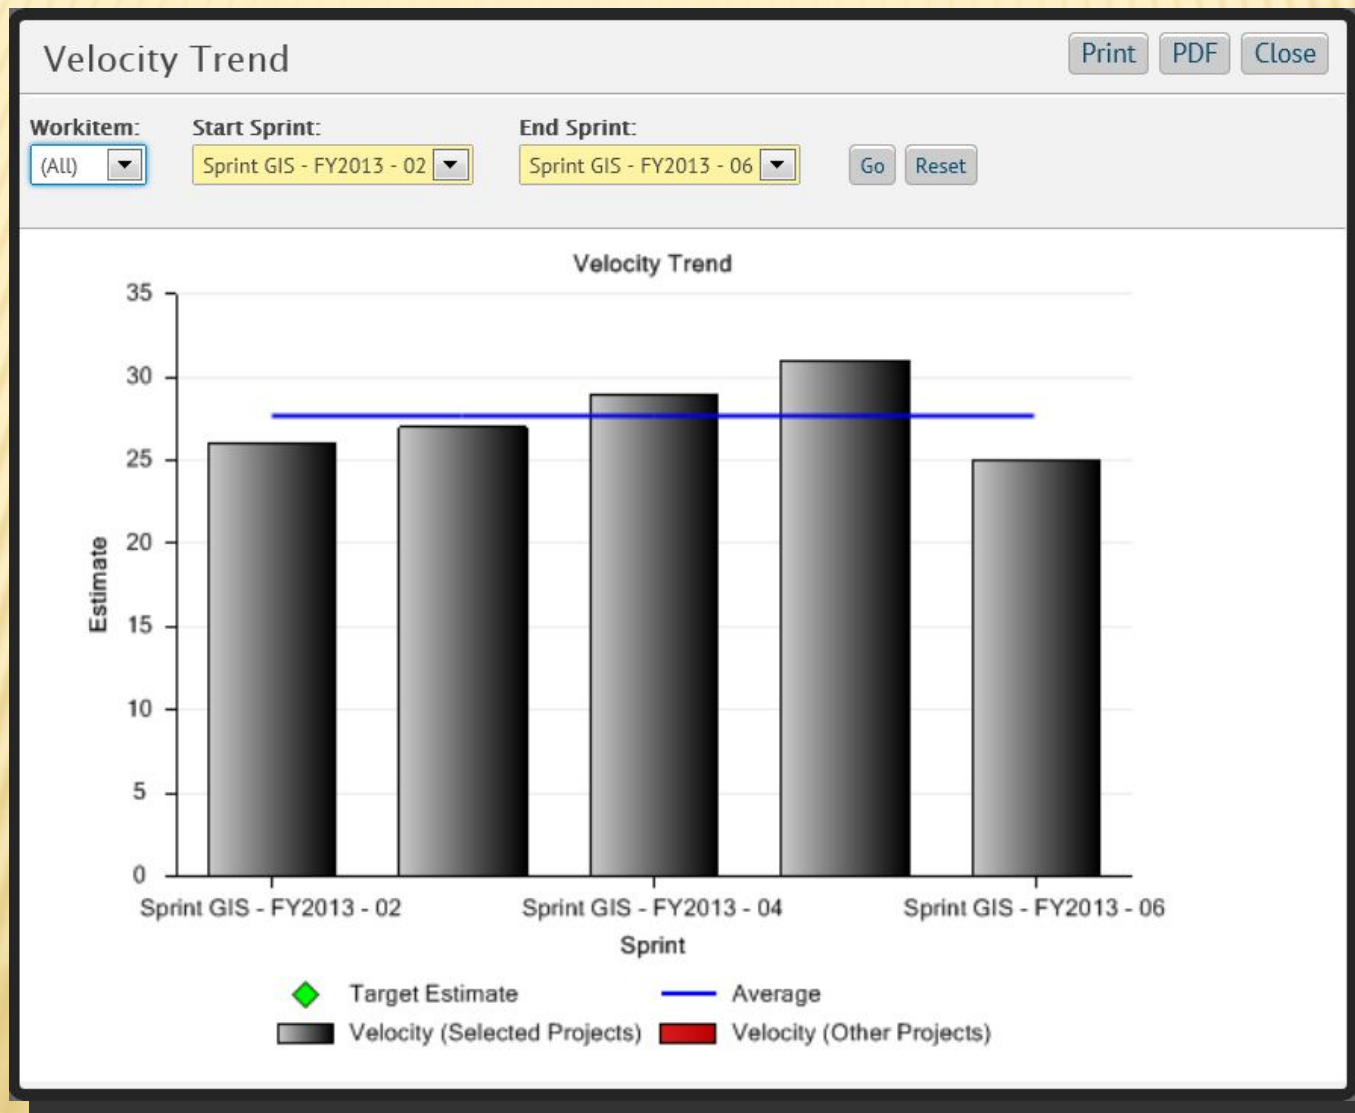 Velocity Trend
Print PDF Close
Workitem: Start Sprint: End Sprint:
(All) Sprint GIS - FY2013 - 02 Sprint GIS - FY2013 - 06 Go Reset
Velocity Trend
35
30
25
20
15
10
5
0
Estimate
Sprint GIS - FY2013 - 02 Sprint GIS - FY2013 - 04 Sprint GIS - FY2013 - 06
Sprint
Target Estimate Average
Velocity (Selected Projects) Velocity (Other Projects)